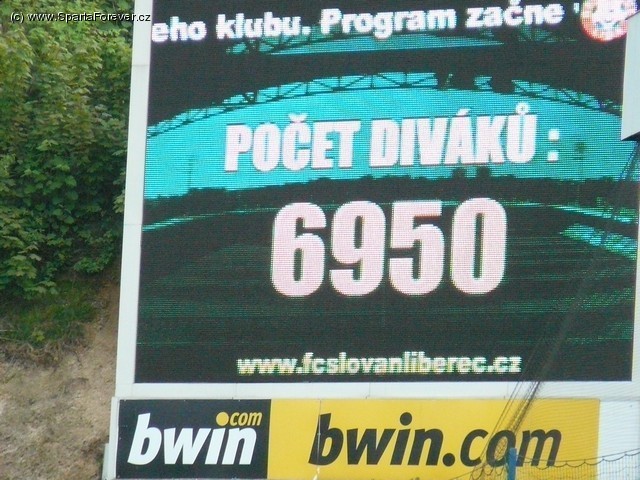 (c) www.SpartaForever.cz
eho klubu. Program začne
POČET DIVÁKŮ :
6950
www.fcslovanliberec.cz
bwin.com bwin.com